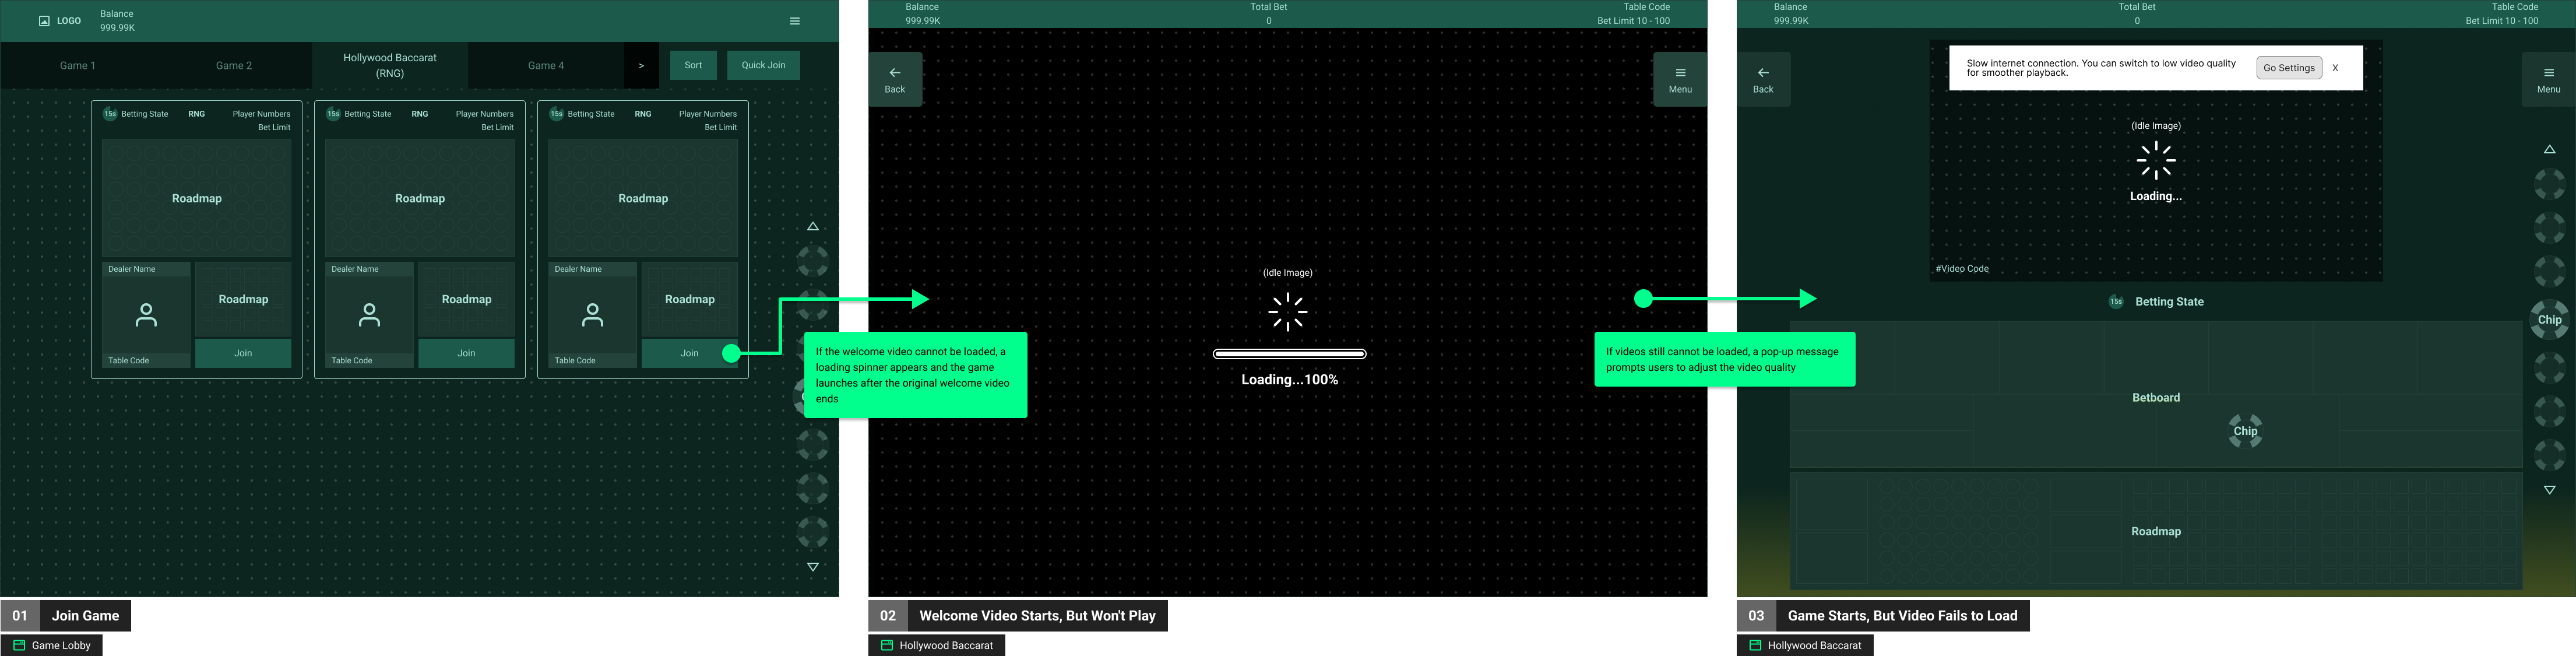 LOGO
Balance
999.99K
Game 1
Game 2
Hollywood Baccarat
(RNG)
Game 4
>
Sort
Quick Join
15s Betting State RNG Player Numbers
Bet Limit
Roadmap
Dealer Name
Roadmap
Table Code
Join
15s Betting State RNG Player Numbers
Bet Limit
Roadmap
Dealer Name
Roadmap
Table Code
Join
15s Betting State RNG Player Numbers
Bet Limit
Roadmap
Dealer Name
Roadmap
Table Code
Join
If the welcome video cannot be loaded, a
loading spinner appears and the game
launches after the original welcome video
ends
01 Join Game
Game Lobby
Balance
999.99K
Total Bet
0
Table Code
Bet Limit 10 - 100
Back
Menu
(Idle Image)
Loading...100%
If videos still cannot be loaded, a pop-up message
prompts users to adjust the video quality
02 Welcome Video Starts, But Won't Play
Hollywood Baccarat
Balance
999.99K
Total Bet
0
Table Code
Bet Limit 10 - 100
Back
Menu
Slow internet connection. You can switch to low video quality
for smoother playback.
Go Settings
X
(Idle Image)
Loading...
#Video Code
15s Betting State
Chip
Betboard
Chip
Roadmap
03 Game Starts, But Video Fails to Load
Hollywood Baccarat